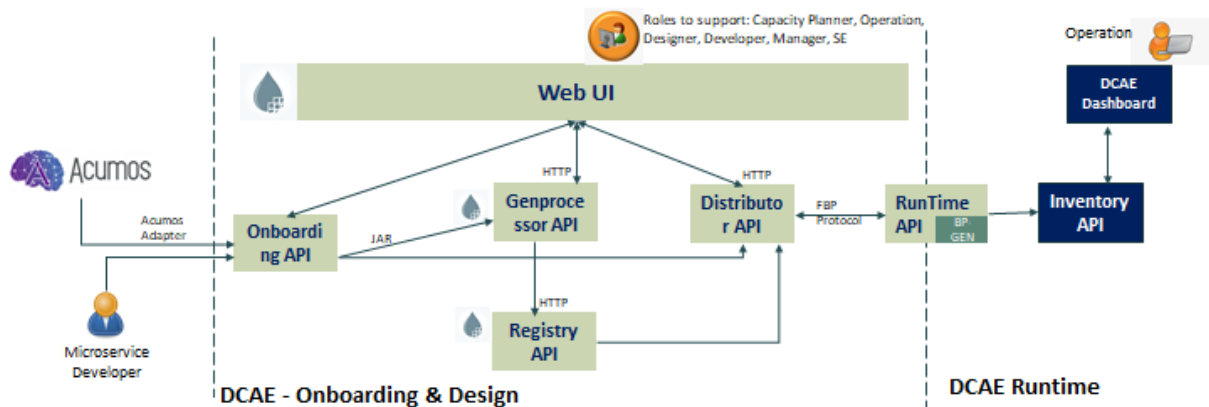 Roles to support: Capacity Planner, Operation,
Designer, Developer, Manager, SE
Operation
Web UI
DCAE
Dashboard
Acumos
HTTP
HTTP
Genprocessor
API
Distributo
r API
FBP
Protocol
RunTime
API
BP-
GEN
Inventory
API
Acumos
Adapter
Onboardi
ng API
JAR
HTTP
Registry
API
Microservice
Developer
DCAE - Onboarding & Design
DCAE Runtime